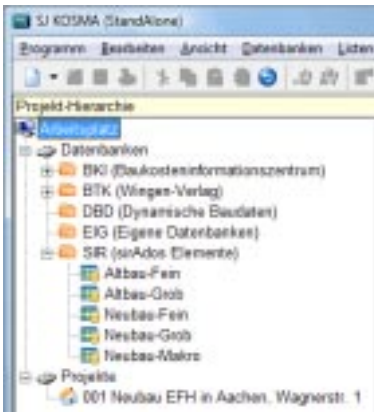 SJ KOSMA (StandAlone)
Programm Bearbeiten Ansicht Datenbanken Listen
Projekt-Hierarchie
Arbeitsplatz
Datenbanken
BKI (Baukosteninformationszentrum)
BTK (Wingen-Verlag)
DBD (Dynamische Baudaten)
EIG (Eigene Datenbanken)
SIR (sirAdos Elemente)
Altbau-Fein
Altbau-Grob
Neubau-Fein
Neubau-Grob
Neubau-Makro
Projekte
001 Neubau EFH in Aachen, Wagnerstr. 1